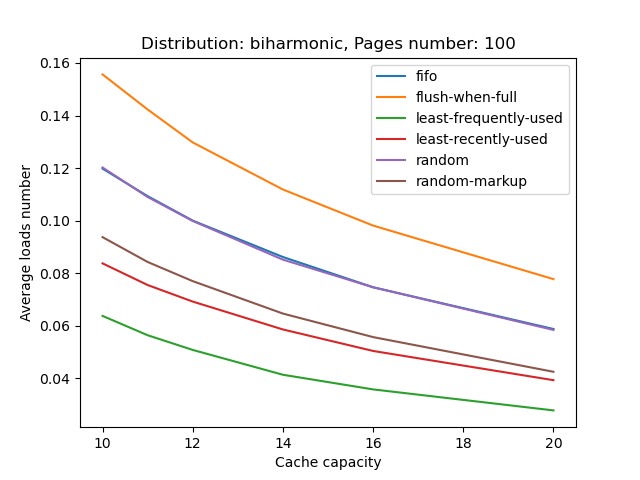 Distribution: biharmonic, Pages number: 100
Average loads number
0.16
0.14
0.12
0.10
0.08
0.06
0.04
fifo
flush-when-full
least-frequently-used
least-recently-used
random
random-markup
10 12 14 16 18 20
Cache capacity